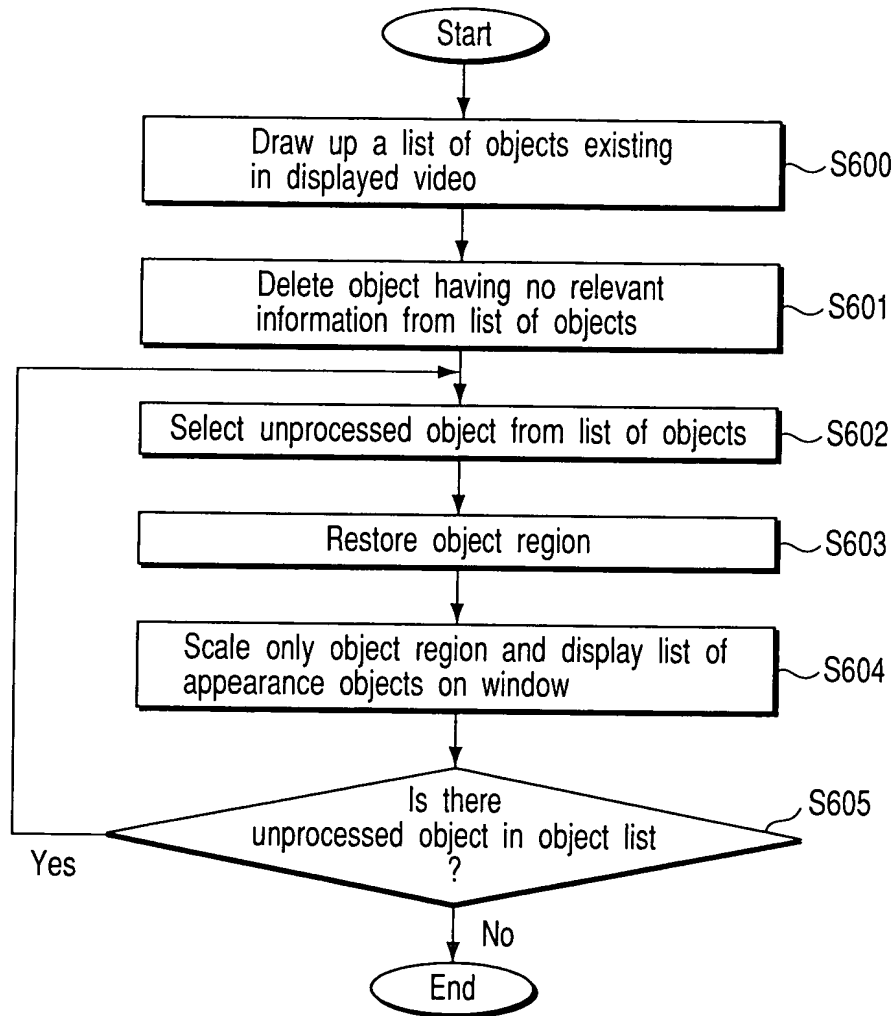 Start
Draw up a list of objects existing
in displayed video
S600
Delete object having no relevant
information from list of objects
S601
Select unprocessed object from list of objects
S602
Restore object region
S603
Scale only object region and display list of
appearance objects on window
S604
Is there
unprocessed object in object list
?
S605
Yes
No
End